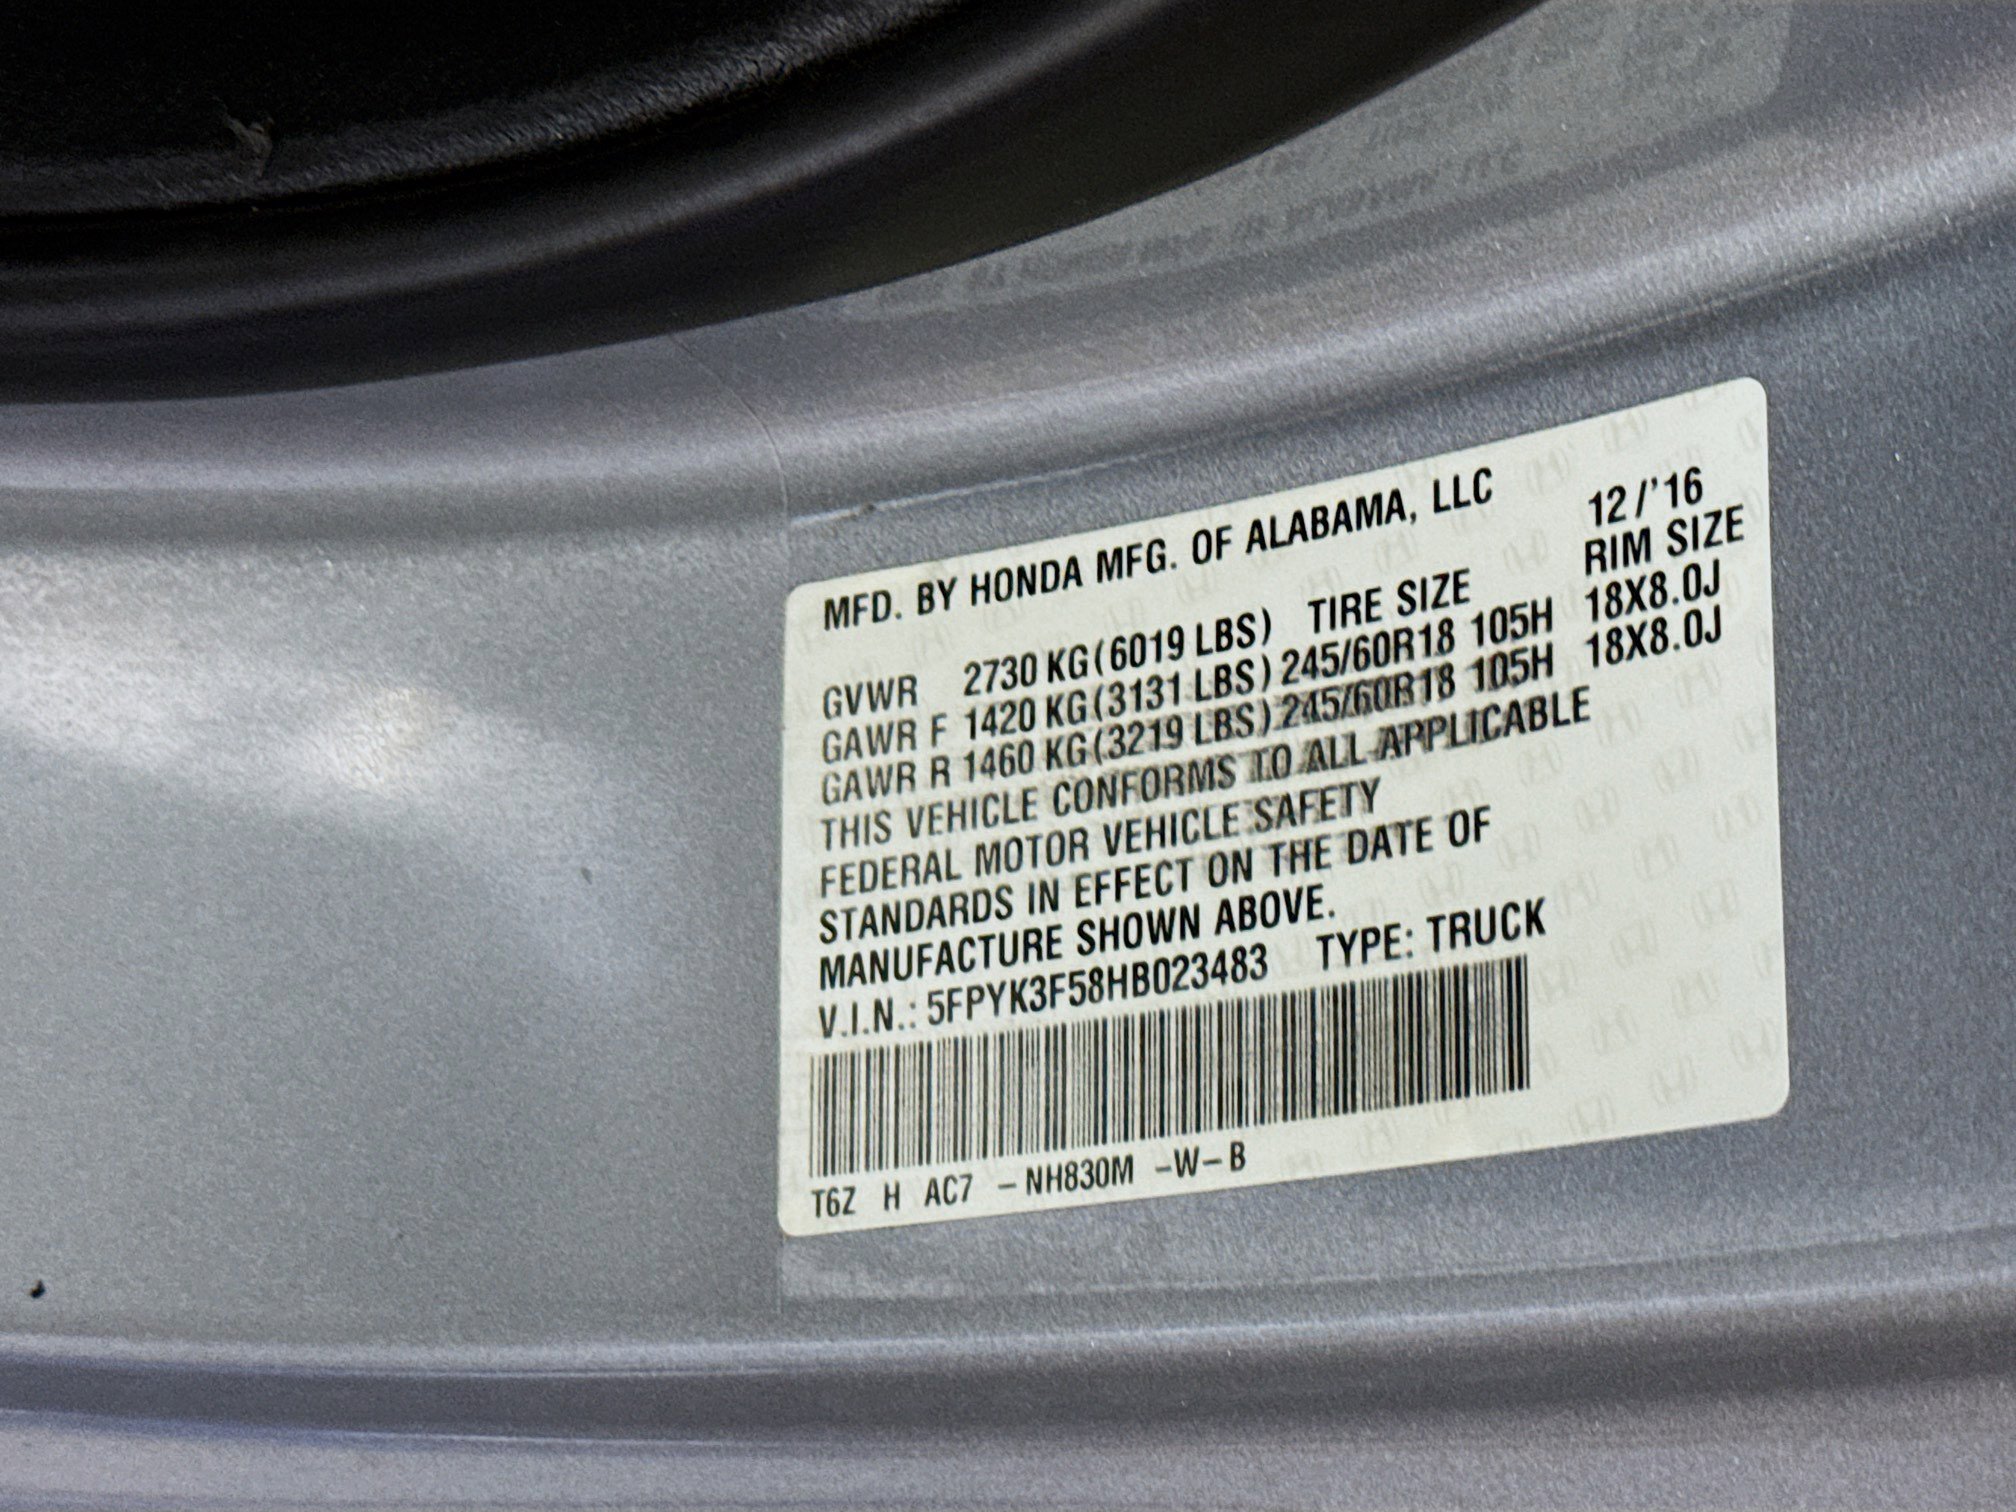 MFD. BY HONDA MFG. OF ALABAMA, LLC 12/'16
TIRE SIZE RIM SIZE
GVWR 2730 KG(6019 LBS)
GAWR F 1420 KG(3131 LBS) 245/60R18 105H 18X8.0J
GAWR R 1460 KG(3219 LBS) 245/60R18 105H 18X8.0J
THIS VEHICLE CONFORMS TO ALL APPLICABLE
FEDERAL MOTOR VEHICLE SAFETY
STANDARDS IN EFFECT ON THE DATE OF
MANUFACTURE SHOWN ABOVE.
V.I.N.: 5FPYK3F58HB023483 TYPE: TRUCK
T6Z H AC7 -NH830M -W-B